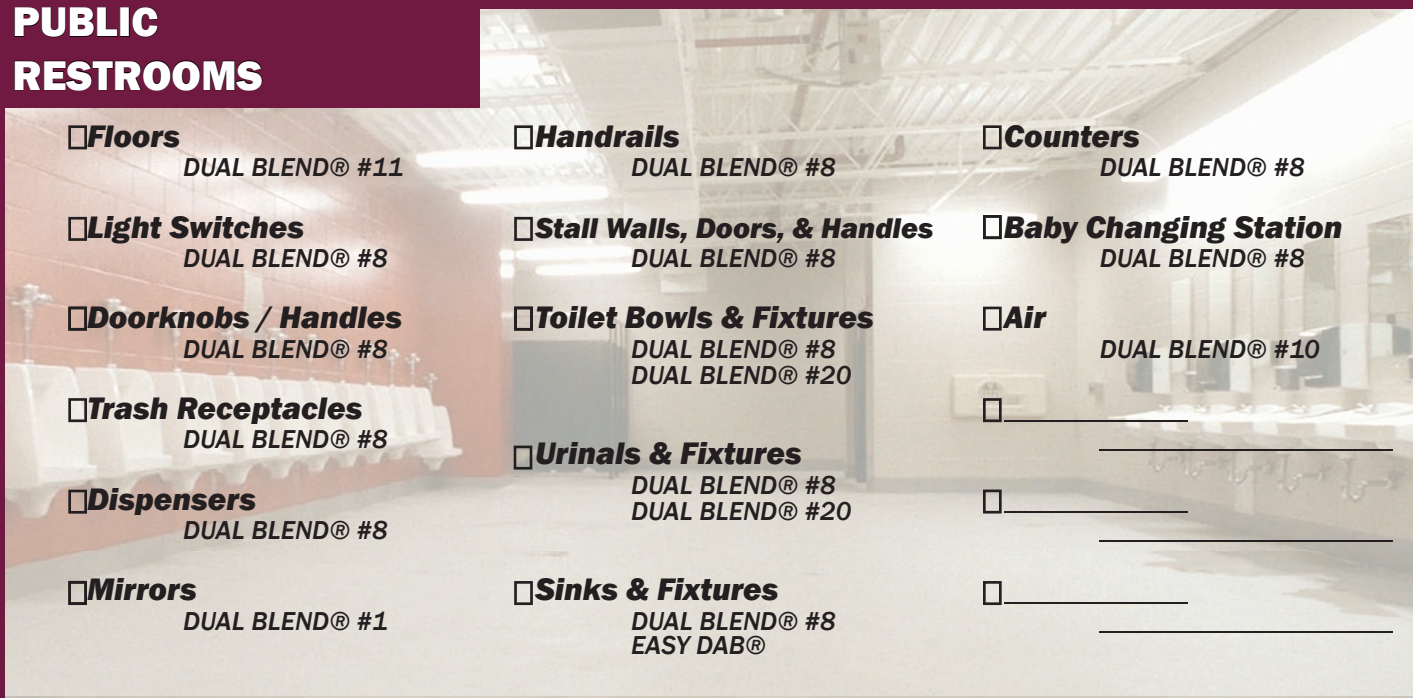 PUBLIC
RESTROOMS
Floors
DUAL BLEND® #11
Light Switches
DUAL BLEND® #8
Doorknobs / Handles
DUAL BLEND® #8
Trash Receptacles
DUAL BLEND® #8
Dispensers
DUAL BLEND® #8
Mirrors
DUAL BLEND® #1
Handrails
DUAL BLEND® #8
Stall Walls, Doors, & Handles
DUAL BLEND® #8
Toilet Bowls & Fixtures
DUAL BLEND® #8
DUAL BLEND® #20
Urinals & Fixtures
DUAL BLEND® #8
DUAL BLEND® #20
Sinks & Fixtures
DUAL BLEND® #8
EASY DAB®
Counters
DUAL BLEND® #8
Baby Changing Station
DUAL BLEND® #8
Air
DUAL BLEND® #10